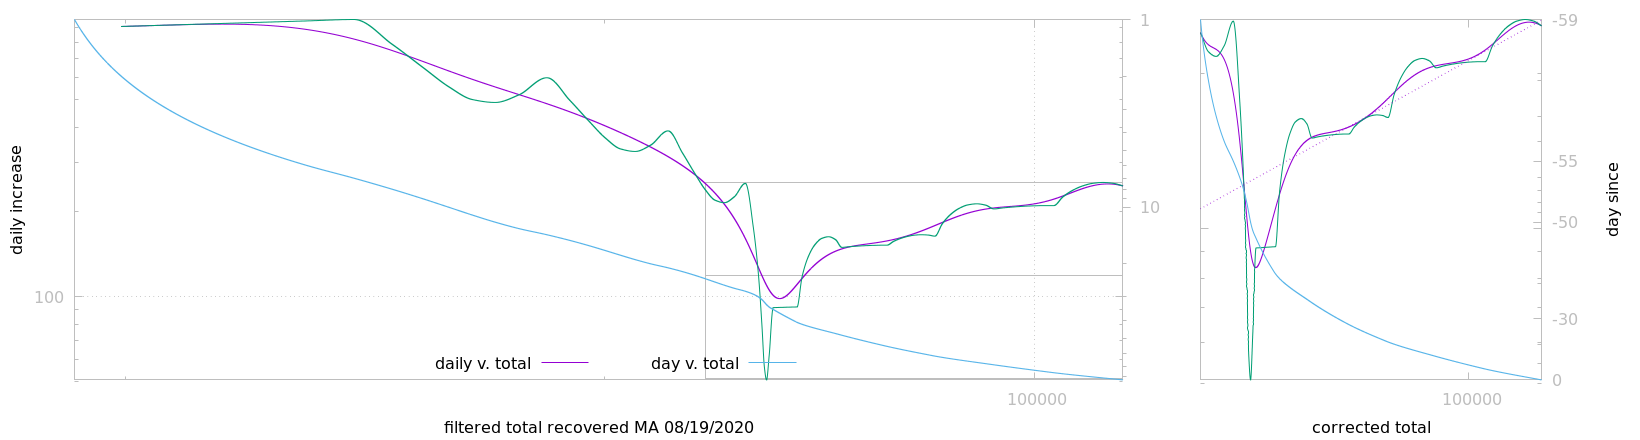 daily increase
100
daily v. total
day v. total
100000
filtered total recovered MA 08/19/2020
1
10
100000
corrected total
-59
-55
-50
-30
0
day since